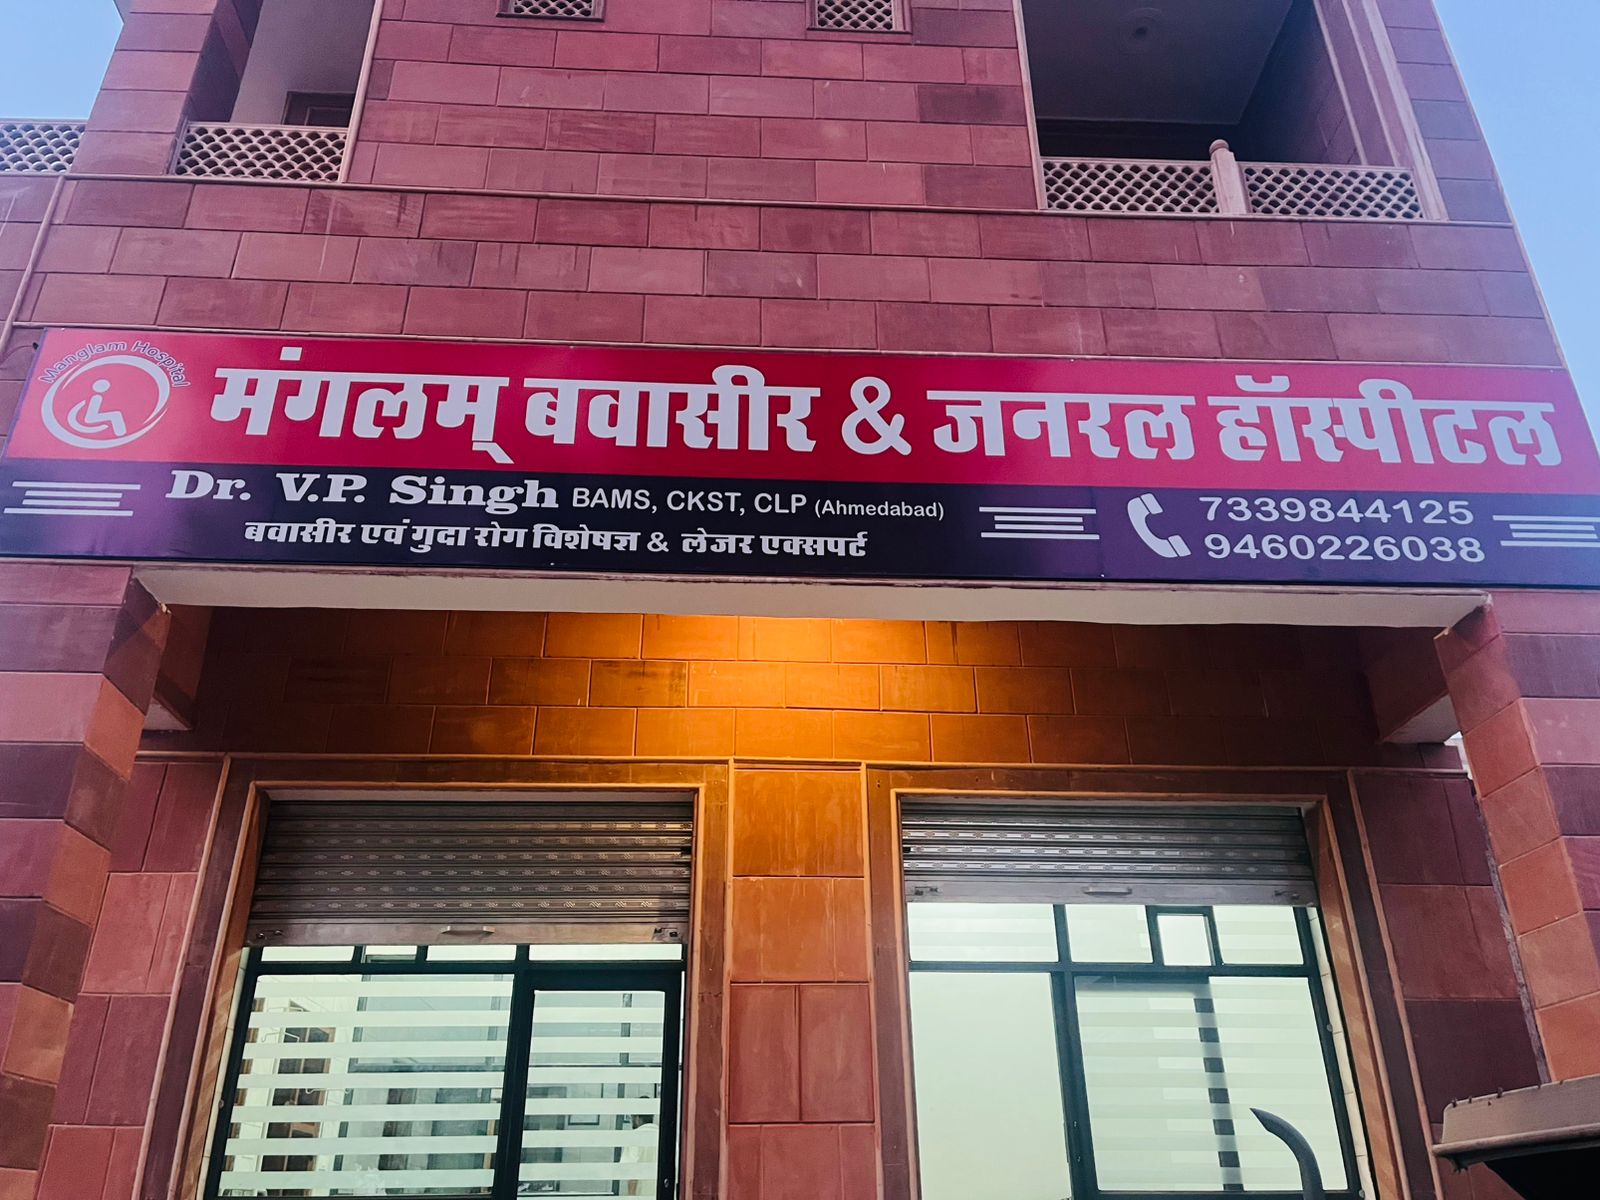 Manglam Hospital
मंगलम् बवासीर & जनरल हॉस्पीटल
Dr. V.P. Singh BAMS, CKST, CLP (Ahmedabad)
बवासीर एवं गुदा रोग विशेषज्ञ & लेजर एक्सपर्ट
7339844125
9460226038